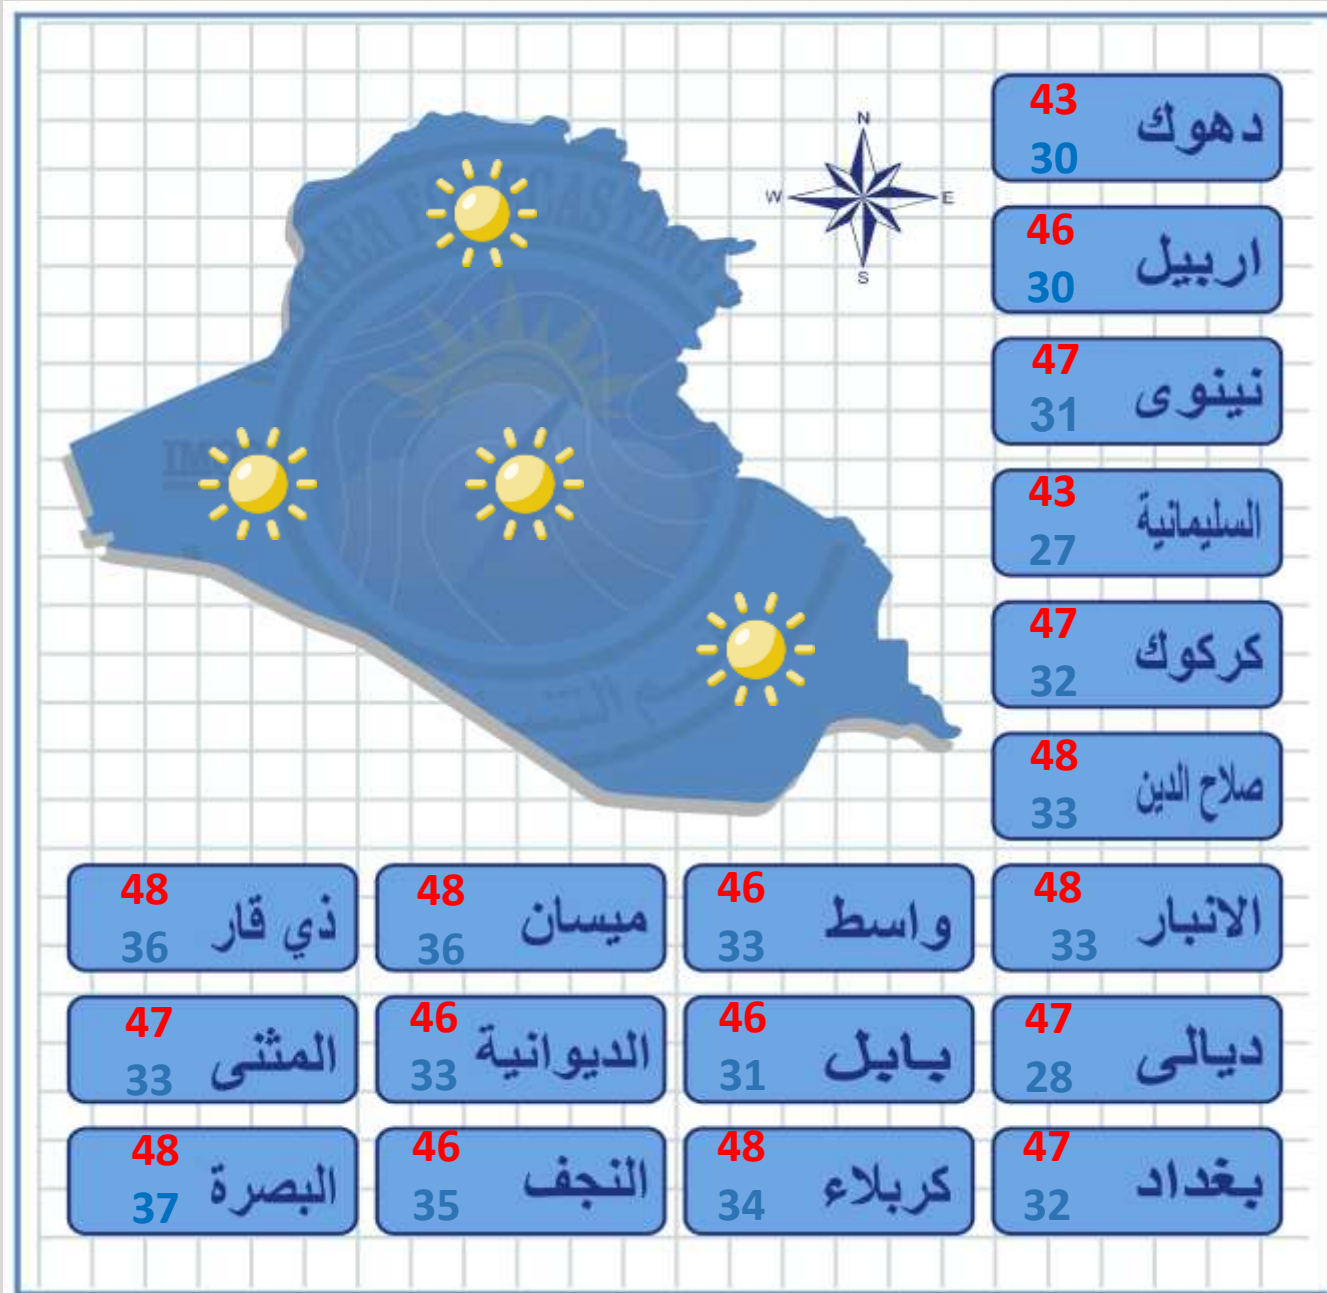 N
W E
S
43 دهوك
30
46 اربيل
30
47 نينوى
31
43 السليمانية
27
47 كركوك
32
48 صلاح الدين
33
48 الانبار
33
46 واسط
33
48 ميسان
36
48 ذي قار
36
47 ديالى
28
46 بابل
31
46 الديوانية
33
47 المثنى
33
47 بغداد
32
48 كربلاء
34
46 النجف
35
48 البصرة
37